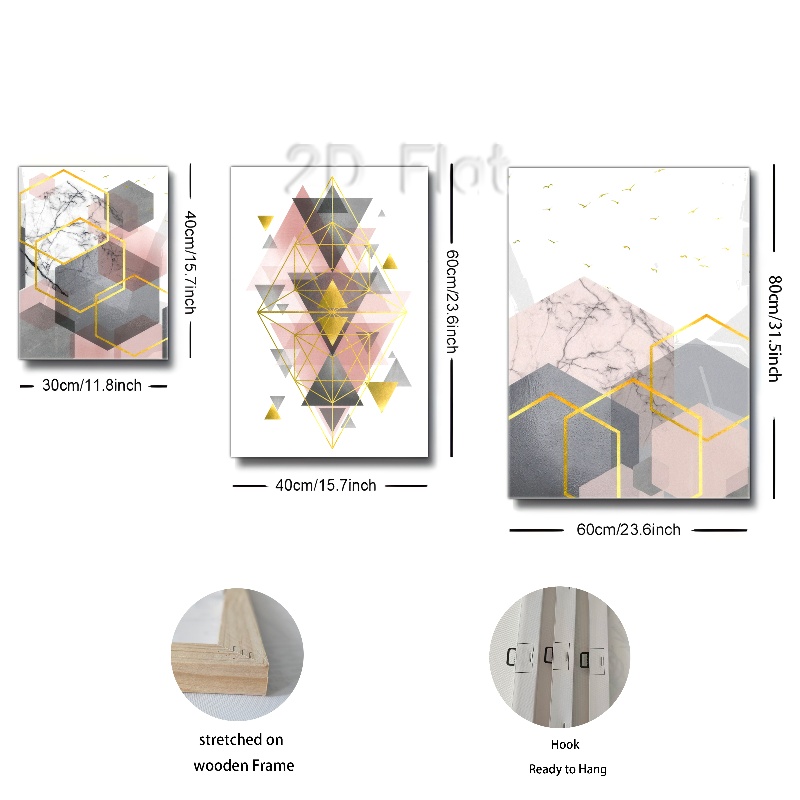 2D Flat
40cm/15.7inch
30cm/11.8inch
60cm/23.6inch
40cm/15.7inch
80cm/31.5inch
60cm/23.6inch
stretched on
wooden Frame
Hook
Ready to Hang